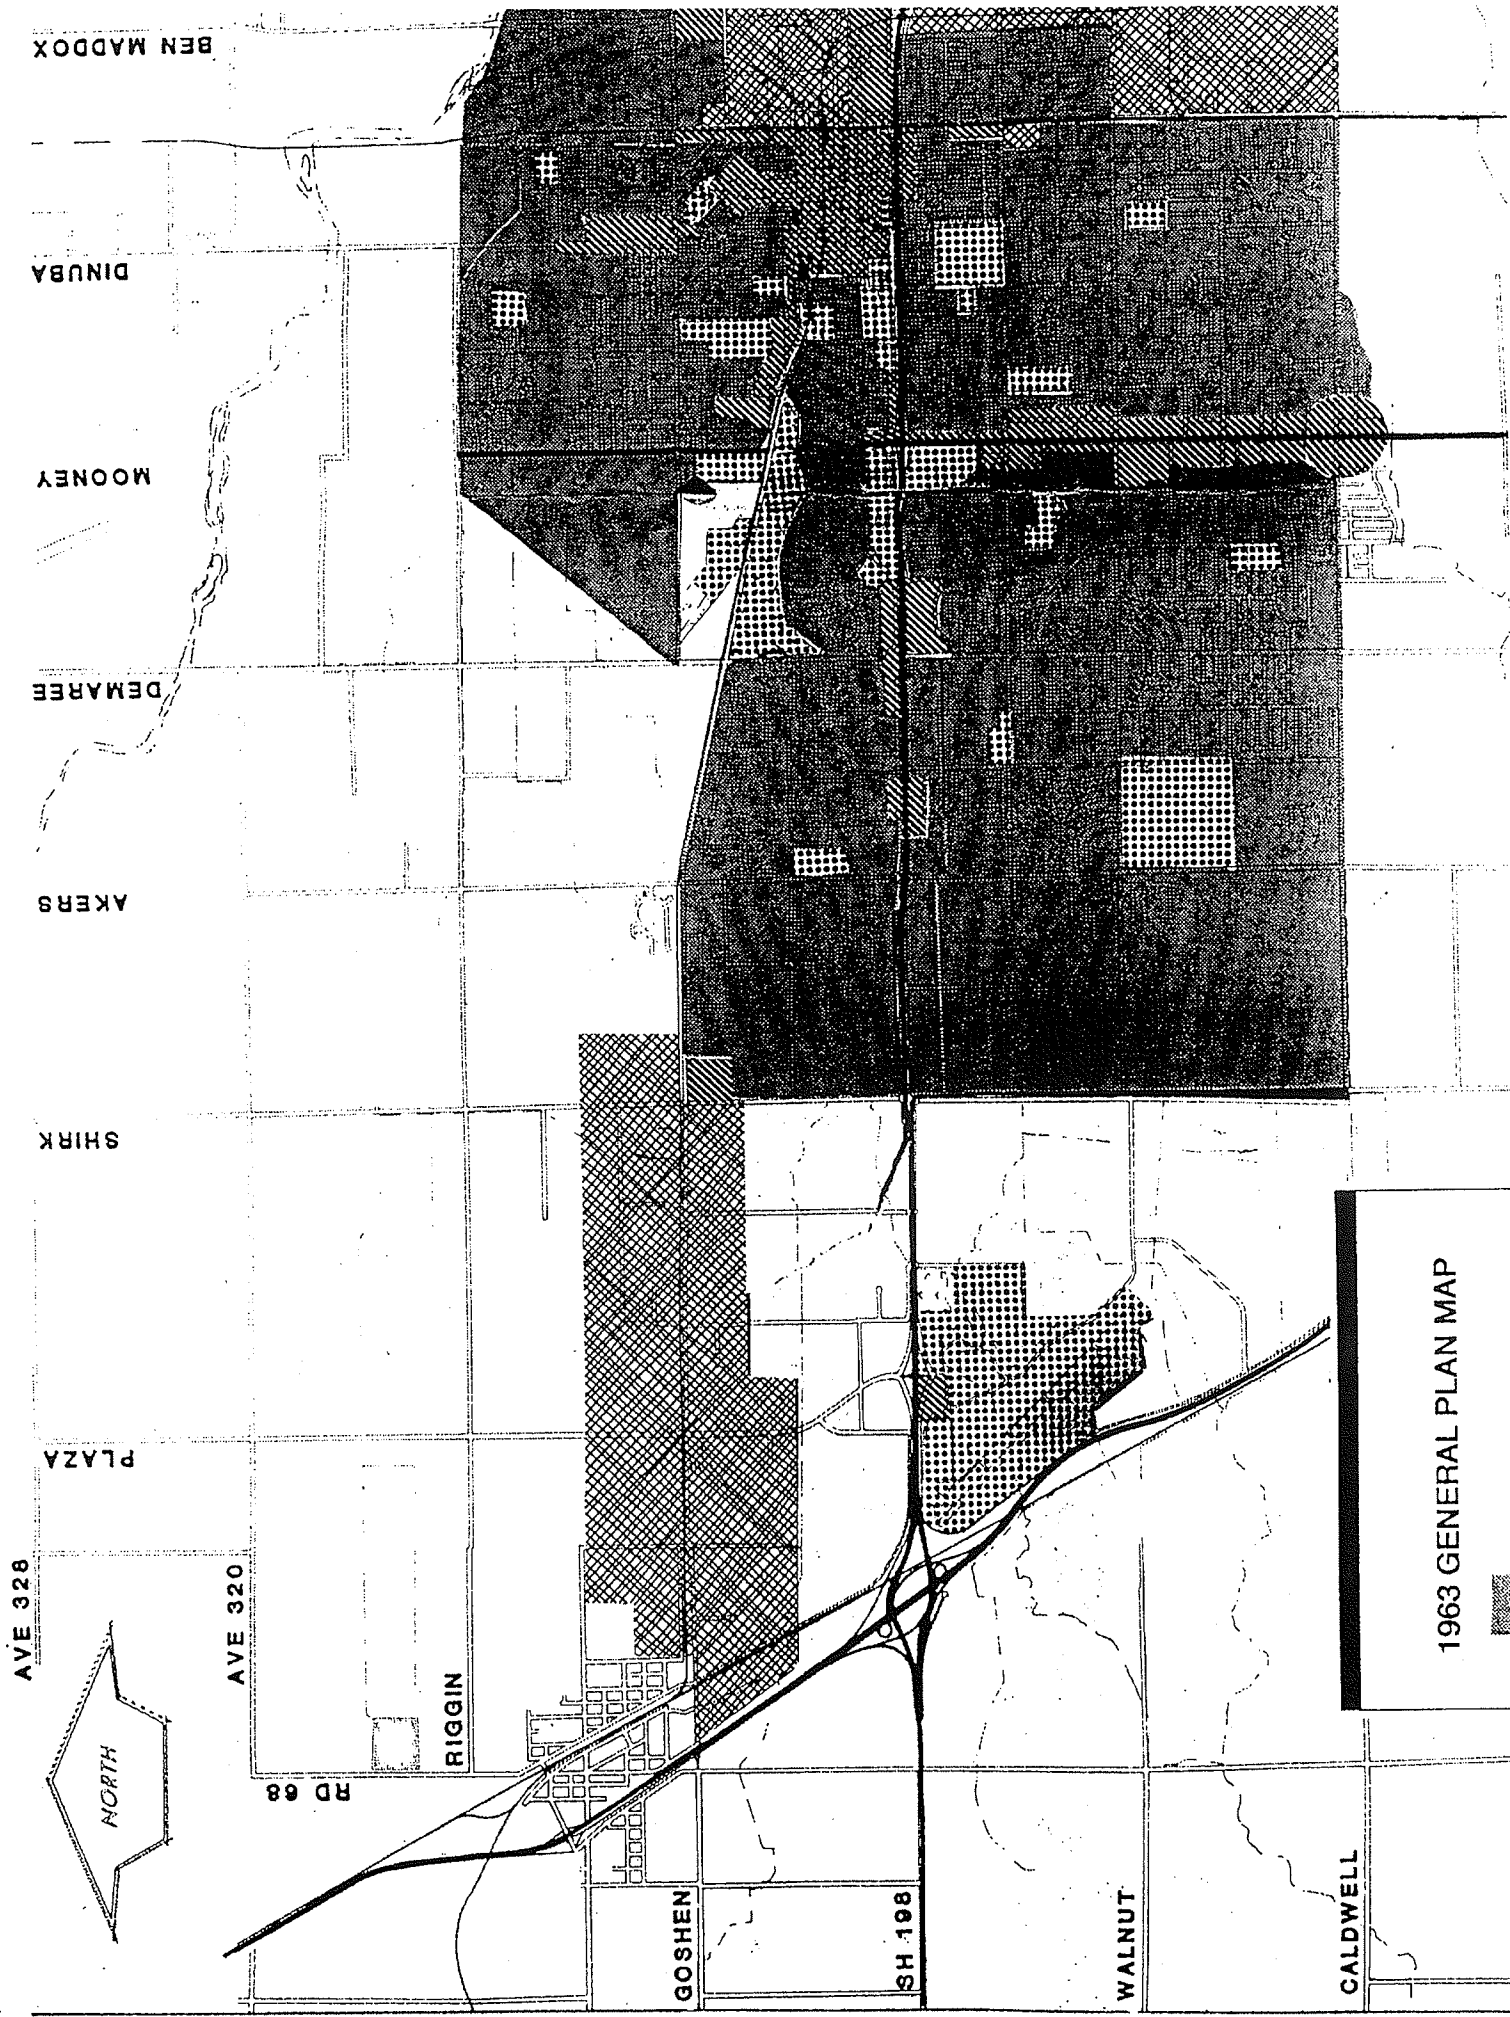 BEN MADDOX
DINUBA
MOONEY
DEMAREE
AKERS
SHIRK
PLAZA
AVE 328
AVE 320
RIGGIN
RD 68
NORTH
GOSHEN
SH 198
WALNUT
CALDWELL
1963 GENERAL PLAN MAP